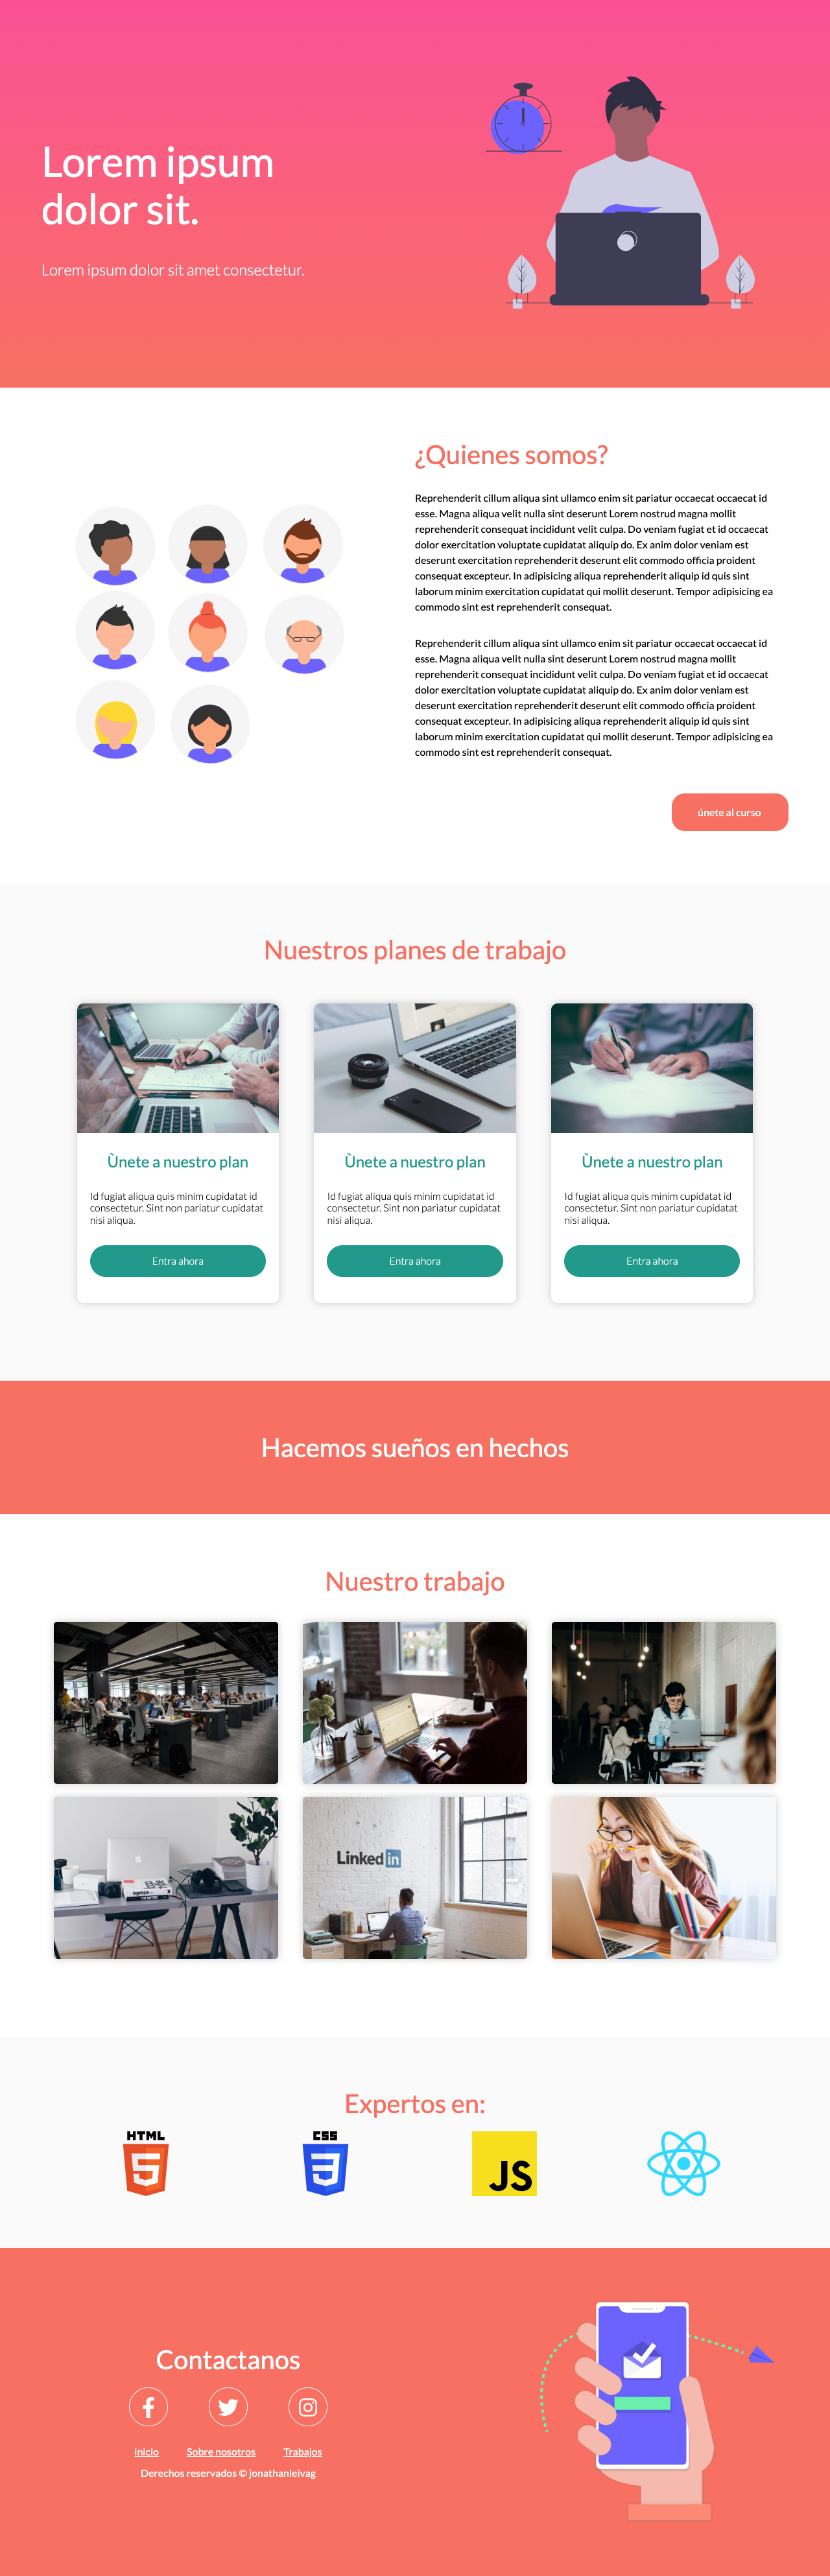 Lorem ipsum
dolor sit.
Lorem ipsum dolor sit amet consectetur.
¿Quienes somos?
Reprehenderit cillum aliqua sint ullamco enim sit pariatur occaecat occaecat id
esse. Magna aliqua velit nulla sint deserunt Lorem nostrud magna mollit
reprehenderit consequat incididunt velit culpa. Do veniam fugiat et id occaecat
dolor exercitation voluptate cupidatat aliquip do. Ex anim dolor veniam est
deserunt exercitation reprehenderit deserunt elit commodo officia proident
consequat excepteur. In adipisicing aliqua reprehenderit aliquip id quis sint
laborum minim exercitation cupidatat qui mollit deserunt. Tempor adipisicing ea
commodo sint est reprehenderit consequat.
Reprehenderit cillum aliqua sint ullamco enim sit pariatur occaecat occaecat id
esse. Magna aliqua velit nulla sint deserunt Lorem nostrud magna mollit
reprehenderit consequat incididunt velit culpa. Do veniam fugiat et id occaecat
dolor exercitation voluptate cupidatat aliquip do. Ex anim dolor veniam est
deserunt exercitation reprehenderit deserunt elit commodo officia proident
consequat excepteur. In adipisicing aliqua reprehenderit aliquip id quis sint
laborum minim exercitation cupidatat qui mollit deserunt. Tempor adipisicing ea
commodo sint est reprehenderit consequat.
únete al curso
Nuestros planes de trabajo
Ùnete a nuestro plan
Id fugiat aliqua quis minim cupidatat id
consectetur. Sint non pariatur cupidatat
nisi aliqua.
Entra ahora
Ùnete a nuestro plan
Id fugiat aliqua quis minim cupidatat id
consectetur. Sint non pariatur cupidatat
nisi aliqua.
Entra ahora
Ùnete a nuestro plan
Id fugiat aliqua quis minim cupidatat id
consectetur. Sint non pariatur cupidatat
nisi aliqua.
Entra ahora
Hacemos sueños en hechos
Nuestro trabajo
Linked in
Expertos en:
HTML
5
CSS
3
JS
Contactanos
inicio Sobre nosotros Trabajos
Derechos reservados © jonathanleivag